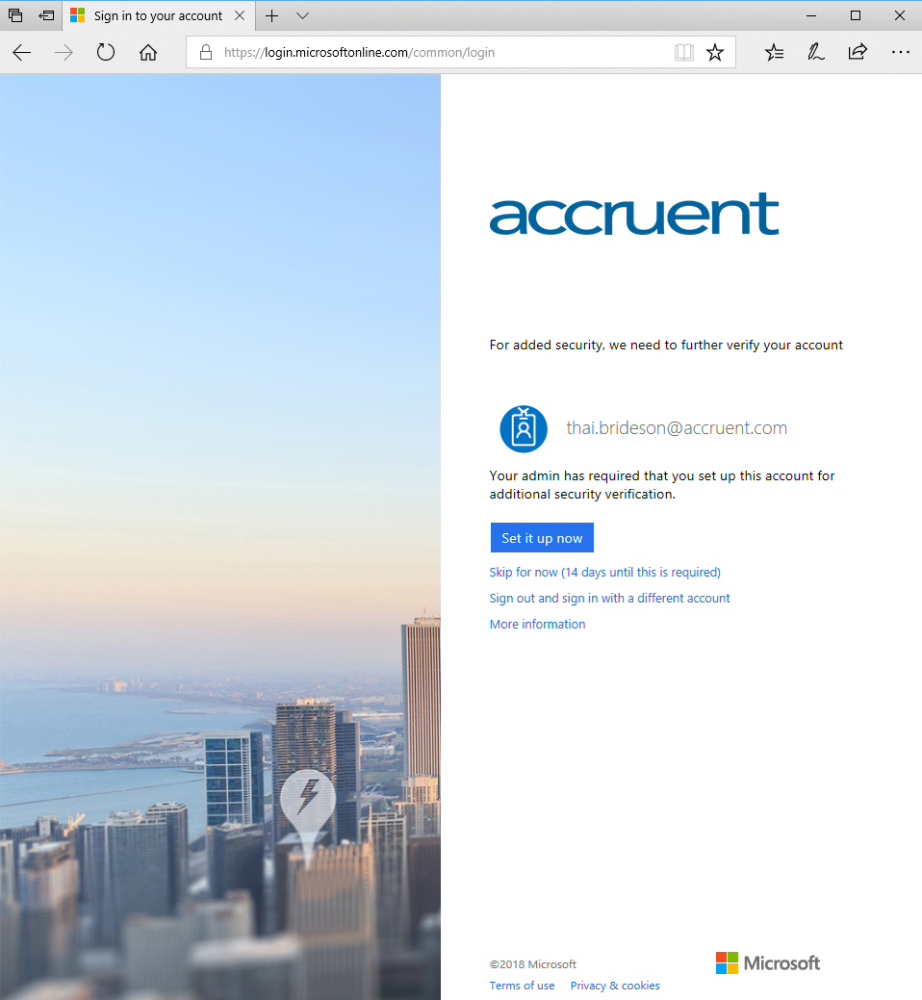 Sign in to your account
https://login.microsoftonline.com/common/login
accruent
For added security, we need to further verify your account
thai.brideson@accruent.com
Your admin has required that you set up this account for
additional security verification.
Set it up now
Skip for now (14 days until this is required)
Sign out and sign in with a different account
More information
©2018 Microsoft
Microsoft
Terms of use Privacy & cookies